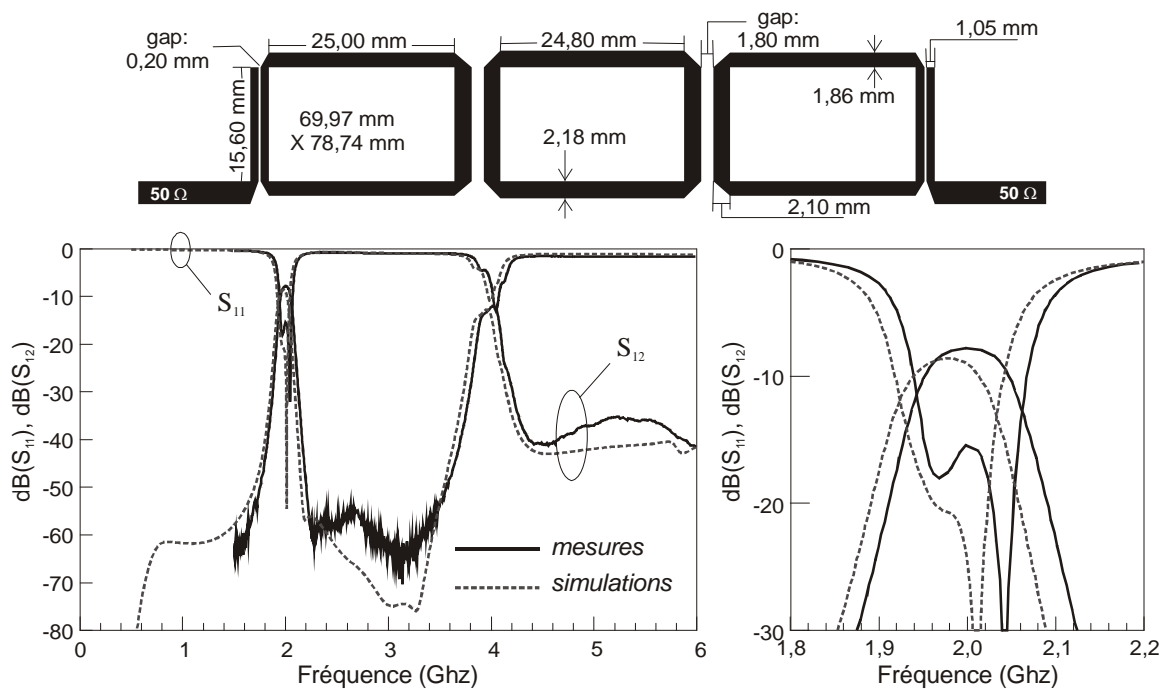 gap:
0,20 mm
25,00 mm
24,80 mm
gap:
1,80 mm
1,05 mm
15,60 mm
69,97 mm
X 78,74 mm
2,18 mm
1,86 mm
50 Ω
2,10 mm
50 Ω
dB(S11), dB(S12)
0
-10
-20
-30
-40
-50
-60
-70
-80
S11
S12
mesures
simulations
0
1
2
3
4
5
6
Fréquence (Ghz)
dB(S11), dB(S12)
0
-10
-20
-30
1,8
1,9
2,0
2,1
2,2
Fréquence (Ghz)